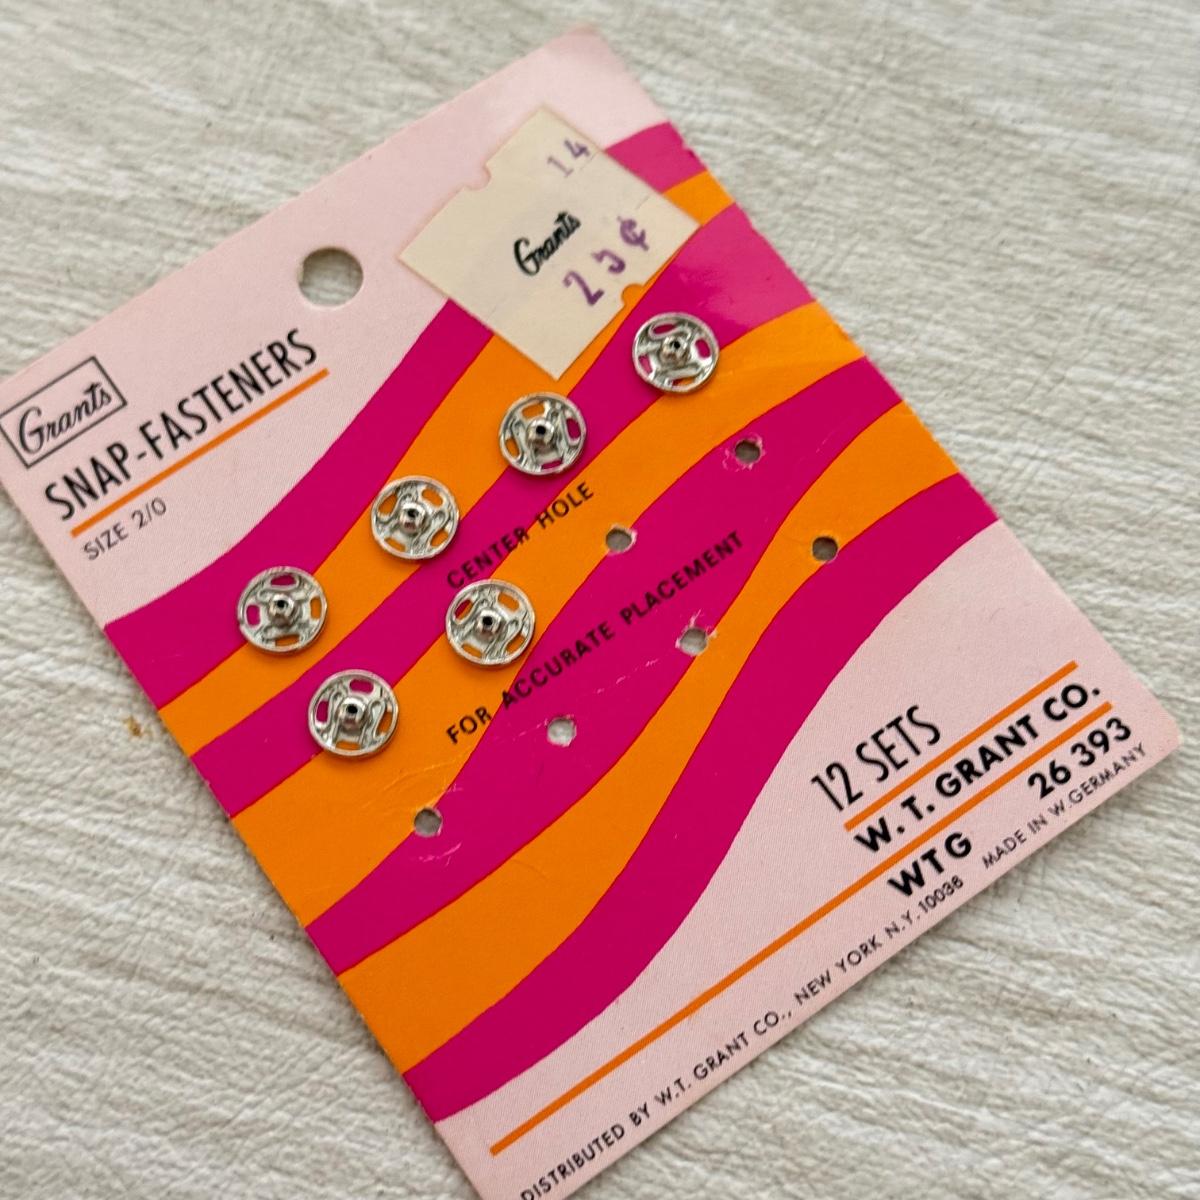 14
Grants
25¢
Grants
SNAP-FASTENERS
SIZE 2/0
CENTER HOLE
FOR ACCURATE PLACEMENT
12 SETS
W. T. GRANT CO.
26 393
WTG
MADE IN W. GERMANY
DISTRIBUTED BY W.T. GRANT CO., NEW YORK N.Y. 10036